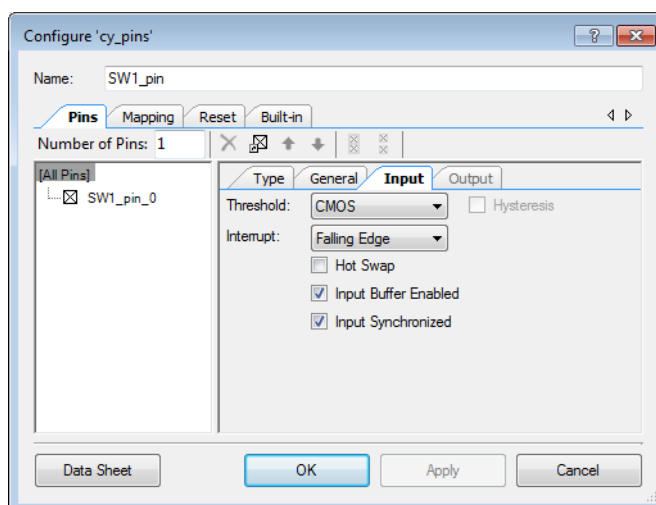 Configure 'cy_pins'
Name: SW1_pin
Pins Mapping Reset Built-in
Number of Pins: 1
[All Pins]
SW1_pin_0
Type General Input Output
Threshold: CMOS Hysteresis
Interrupt: Falling Edge
Hot Swap
Input Buffer Enabled
Input Synchronized
Data Sheet OK Apply Cancel